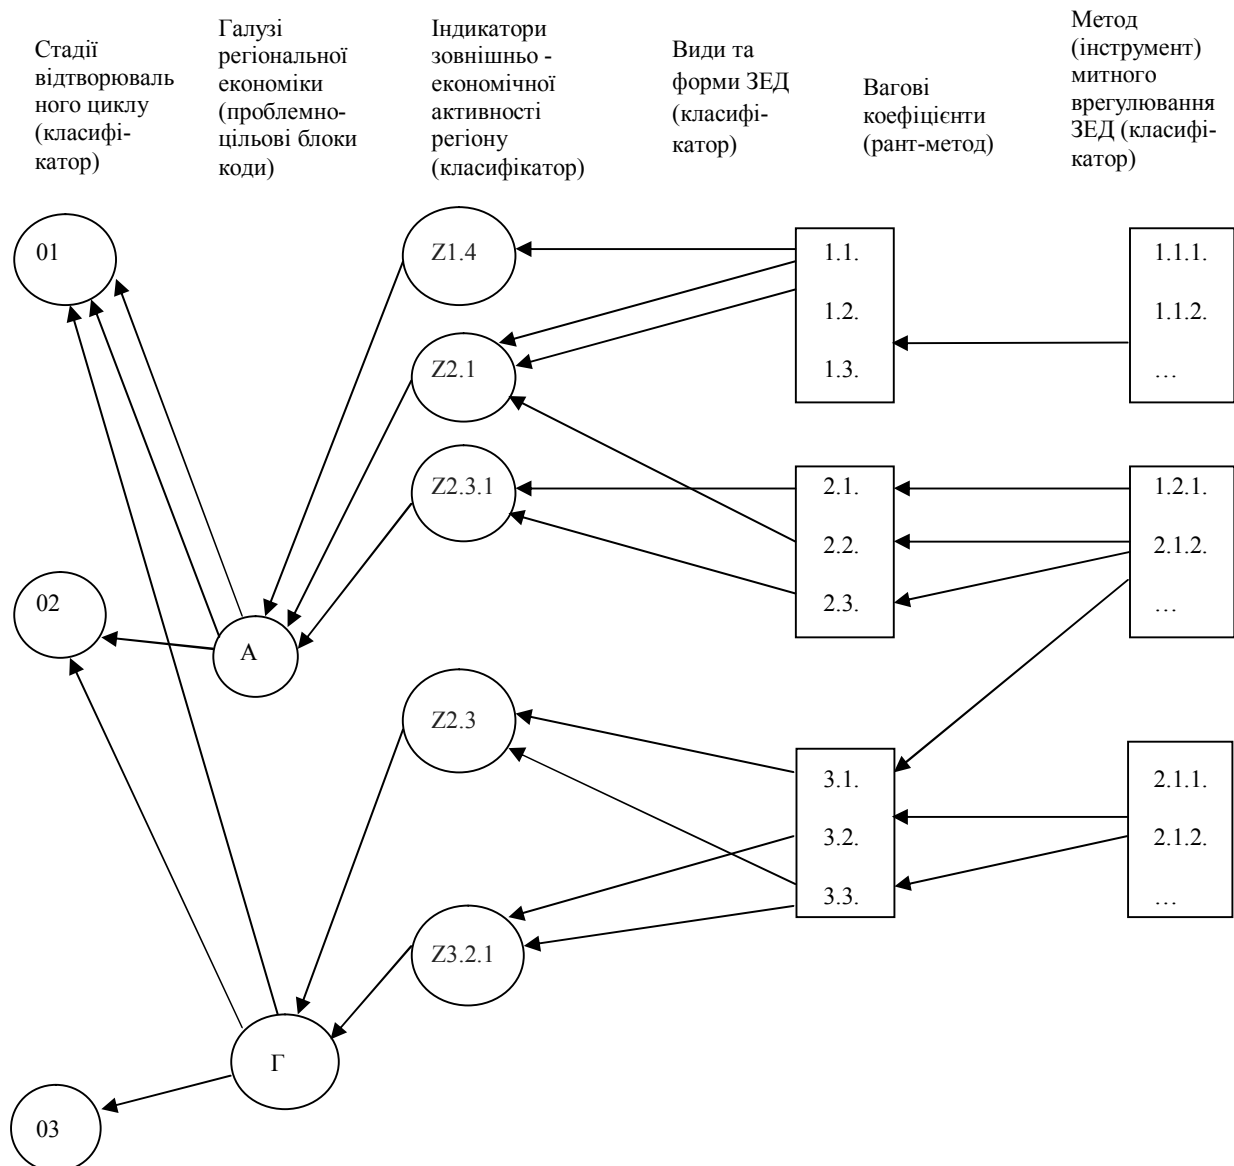 Стадії
відтворюваль
ного циклу
(класифі-
катор)
Галузі
регіональної
економіки
(проблемно-
цільові блоки
коди)
Індикатори
зовнішньо -
економічної
активності
регіону
(класифікатор)
Види та
форми ЗЕД
(класифі-
катор)
Вагові
коефіцієнти
(рант-метод)
Метод
(інструмент)
митного
врегулювання
ЗЕД (класифі-
катор)
01
Z1.4
1.1.
1.1.1.
1.2.
1.1.2.
Z2.1
1.3.
…
Z2.3.1
2.1.
1.2.1.
2.2.
2.1.2.
02
2.3.
…
А
Z2.3
3.1.
2.1.1.
3.2.
2.1.2.
3.3.
…
Z3.2.1
Г
03